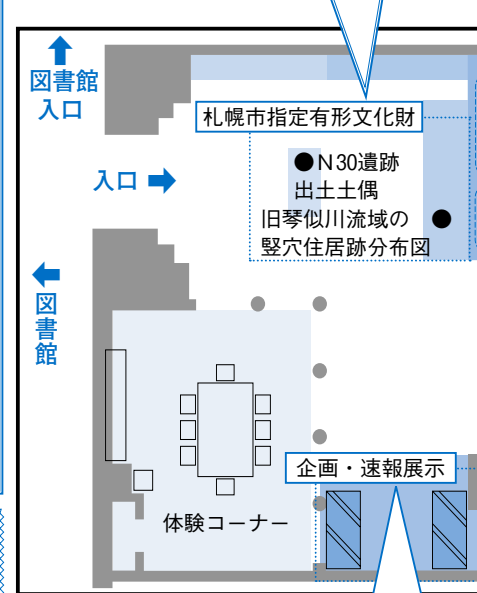 図書館
入口
札幌市指定有形文化財
●N30遺跡
出土土偶
旧琴似川流域の ●
竪穴住居跡分布図
入口
図書館
企画・速報展示
体験コーナー